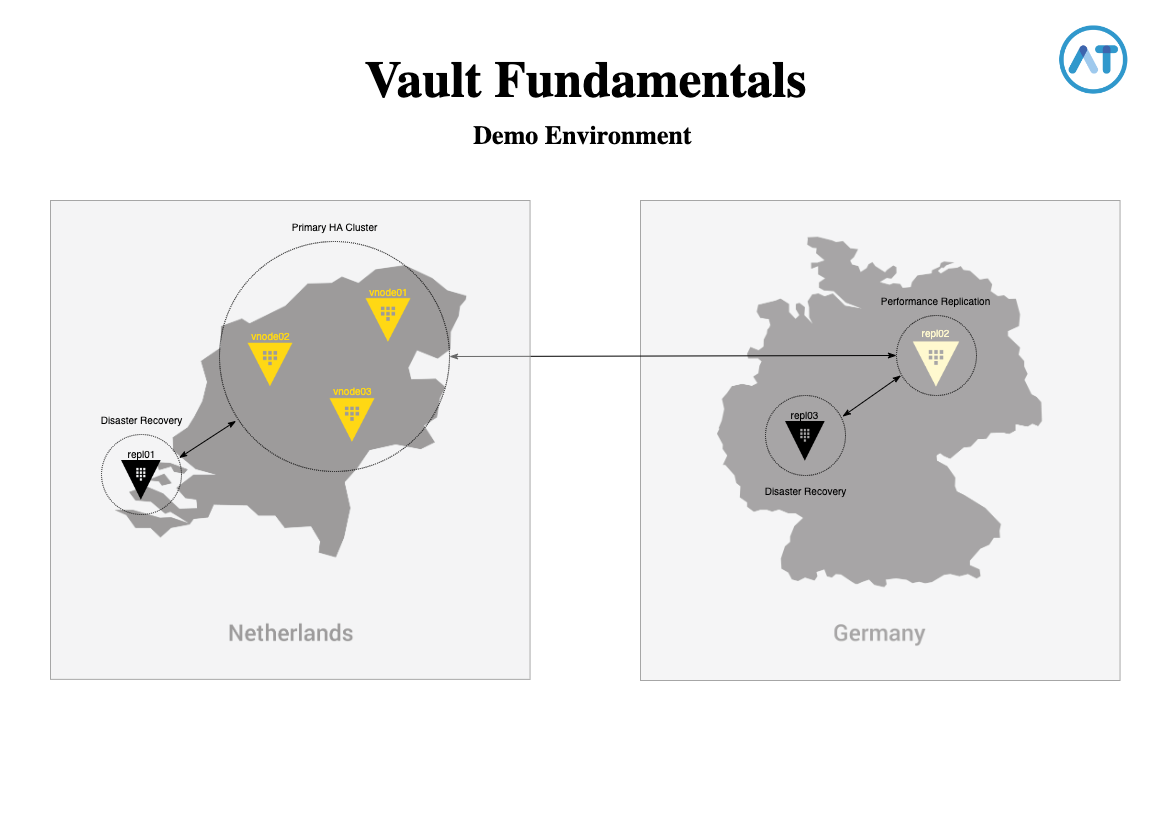 AT
Vault Fundamentals
Demo Environment
Primary HA Cluster
vnode01
vnode02
vnode03
Disaster Recovery
repl01
Netherlands
Performance Replication
repl02
repl03
Disaster Recovery
Germany